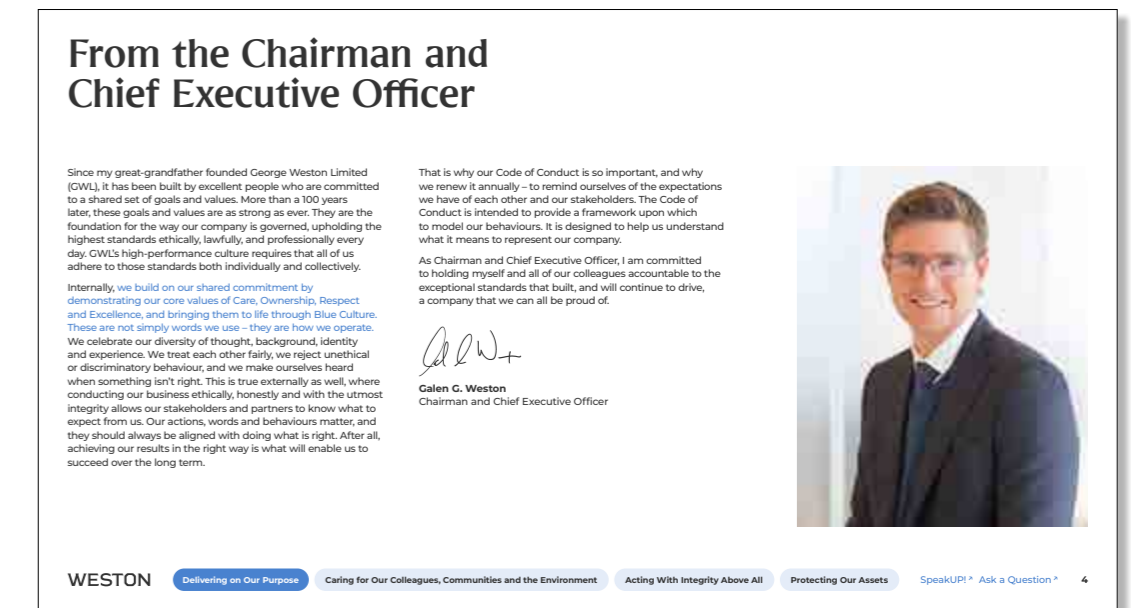 From the Chairman and
Chief Executive Officer
Since my great-grandfather founded George Weston Limited
(GWL), it has been built by excellent people who are committed
to a shared set of goals and values. More than a 100 years
later, these goals and values are as strong as ever. They are the
foundation for the way our company is governed, upholding the
highest standards ethically, lawfully, and professionally every
day. GWL's high-performance culture requires that all of us
adhere to those standards both individually and collectively.
Internally, we build on our shared commitment by
demonstrating our core values of Care, Ownership, Respect
and Excellence, and bringing them to life through Blue Culture.
These are not simply words we use – they are how we operate.
We celebrate our diversity of thought, background, identity
and experience. We treat each other fairly, we reject unethical
or discriminatory behaviour, and we make ourselves heard
when something isn't right. This is true externally as well, where
conducting our business ethically, honestly and with the utmost
integrity allows our stakeholders and partners to know what to
expect from us. Our actions, words and behaviours matter, and
they should always be aligned with doing what is right. After all,
achieving our results in the right way is what will enable us to
succeed over the long term.
That is why our Code of Conduct is so important, and why
we renew it annually – to remind ourselves of the expectations
we have of each other and our stakeholders. The Code of
Conduct is intended to provide a framework upon which
to model our behaviours. It is designed to help us understand
what it means to represent our company.
As Chairman and Chief Executive Officer, I am committed
to holding myself and all of our colleagues accountable to the
exceptional standards that built, and will continue to drive,
a company that we can all be proud of.
Galen G. Weston
Chairman and Chief Executive Officer
WESTON
Delivering on Our Purpose
Caring for Our Colleagues, Communities and the Environment
Acting With Integrity Above All
Protecting Our Assets
SpeakUP!
Ask a Question
4